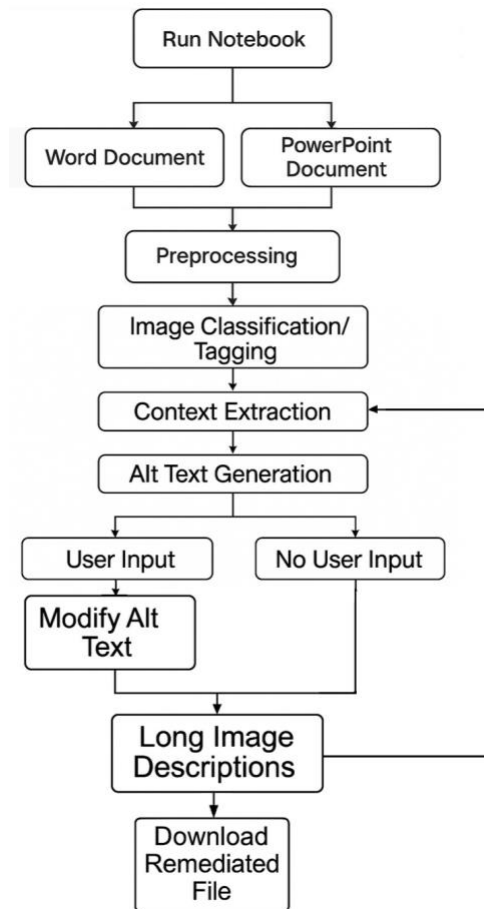 Run Notebook
Word Document
PowerPoint
Document
Preprocessing
Image Classification/
Tagging
Context Extraction
Alt Text Generation
User Input
No User Input
Modify Alt
Text
Long Image
Descriptions
Download
Remediated
File